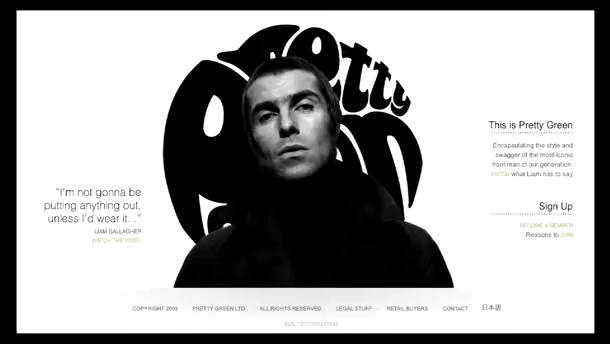 Pretty
Green
This is Pretty Green
Encapsulating the style and
swagger of the most iconic
front man of our generation.
WATCH what Liam has to say
"I'm not gonna be
putting anything out,
unless I'd wear it..."
LIAM GALLAGHER
WATCH THE VIDEO
Sign Up
BECOME A MEMBER
Reasons to JOIN
COPYRIGHT 2009 PRETTY GREEN LTD ALL RIGHTS RESERVED. LEGAL STUFF RETAIL BUYERS CONTACT 日本語